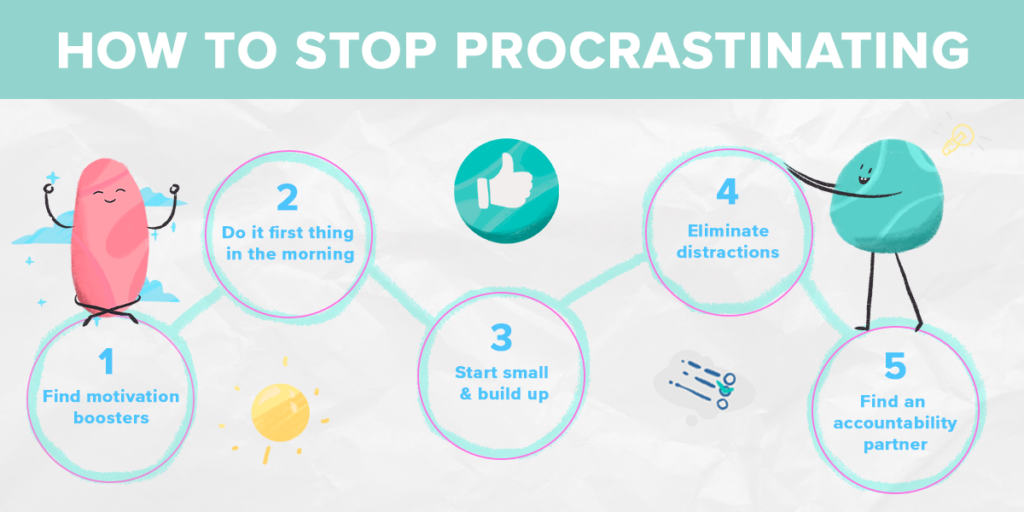 HOW TO STOP PROCRASTINATING
1
Find motivation
boosters
2
Do it first thing
in the morning
3
Start small
& build up
4
Eliminate
distractions
5
Find an
accountability
partner